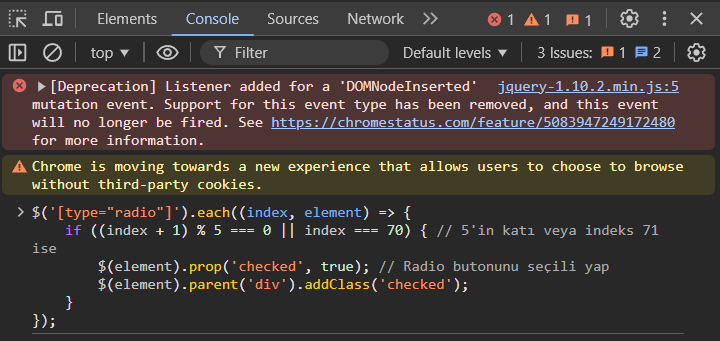 Elements Console Sources Network 1 1 1
top Filter Default levels 3 Issues: 1 2
[Deprecation] Listener added for a 'DOMNodeInserted' jquery-1.10.2.min.js:5
mutation event. Support for this event type has been removed, and this event
will no longer be fired. See https://chromestatus.com/feature/5083947249172480
for more information.
Chrome is moving towards a new experience that allows users to choose to browse
without third-party cookies.
$('[type="radio"]').each((index, element) => {
if ((index + 1) % 5 === 0 || index === 70) { // 5'in katı veya indeks 71
ise
$(element).prop('checked', true); // Radio butonunu seçili yap
$(element).parent('div').addClass('checked');
}
});